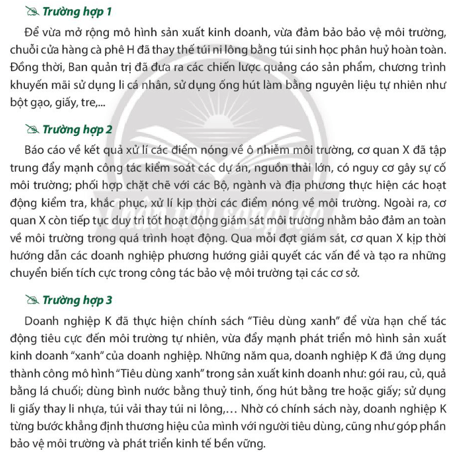 Trường hợp 1
Để vừa mở rộng mô hình sản xuất kinh doanh, vừa đảm bảo bảo vệ môi trường,
chuỗi cửa hàng cà phê H đã thay thế túi ni lông bằng túi sinh học phân huỷ hoàn toàn.
Đồng thời, Ban quản trị đã đưa ra các chiến lược quảng cáo sản phẩm, chương trình
khuyến mãi sử dụng li cá nhân, sử dụng ống hút làm bằng nguyên liệu tự nhiên như
bột gạo, giấy, tre,...
Trường hợp 2
Báo cáo về kết quả xử lí các điểm nóng về ô nhiễm môi trường, cơ quan X đã tập
trung đẩy mạnh công tác kiểm soát các dự án, nguồn thải lớn, có nguy cơ gây sự cố
môi trường; phối hợp chặt chẽ với các Bộ, ngành và địa phương thực hiện các hoạt
động kiểm tra, khắc phục, xử lí kịp thời các điểm nóng về môi trường. Ngoài ra, cơ
quan X còn tiếp tục duy trì tốt hoạt động giám sát môi trường nhằm bảo đảm an toàn
về môi trường trong quá trình hoạt động. Qua mỗi đợt giám sát, cơ quan X kịp thời
hướng dẫn các doanh nghiệp phương hướng giải quyết các vấn đề và tạo ra những
chuyển biến tích cực trong công tác bảo vệ môi trường tại các cơ sở.
Trường hợp 3
Doanh nghiệp K đã thực hiện chính sách "Tiêu dùng xanh" để vừa hạn chế tác
động tiêu cực đến môi trường tự nhiên, vừa đẩy mạnh phát triển mô hình sản xuất
kinh doanh "xanh" của doanh nghiệp. Những năm qua, doanh nghiệp K đã ứng dụng
thành công mô hình "Tiêu dùng xanh" trong sản xuất kinh doanh như: gói rau, củ, quả
bằng lá chuối; dùng bình nước bằng thuỷ tinh, ống hút bằng tre hoặc giấy; sử dụng
li giấy thay li nhựa, túi vải thay túi ni lông,... Nhờ có chính sách này, doanh nghiệp K
từng bước khẳng định thương hiệu của mình với người tiêu dùng, cũng như góp phần
bảo vệ môi trường và phát triển kinh tế bền vững.
Chân trời sáng tạo